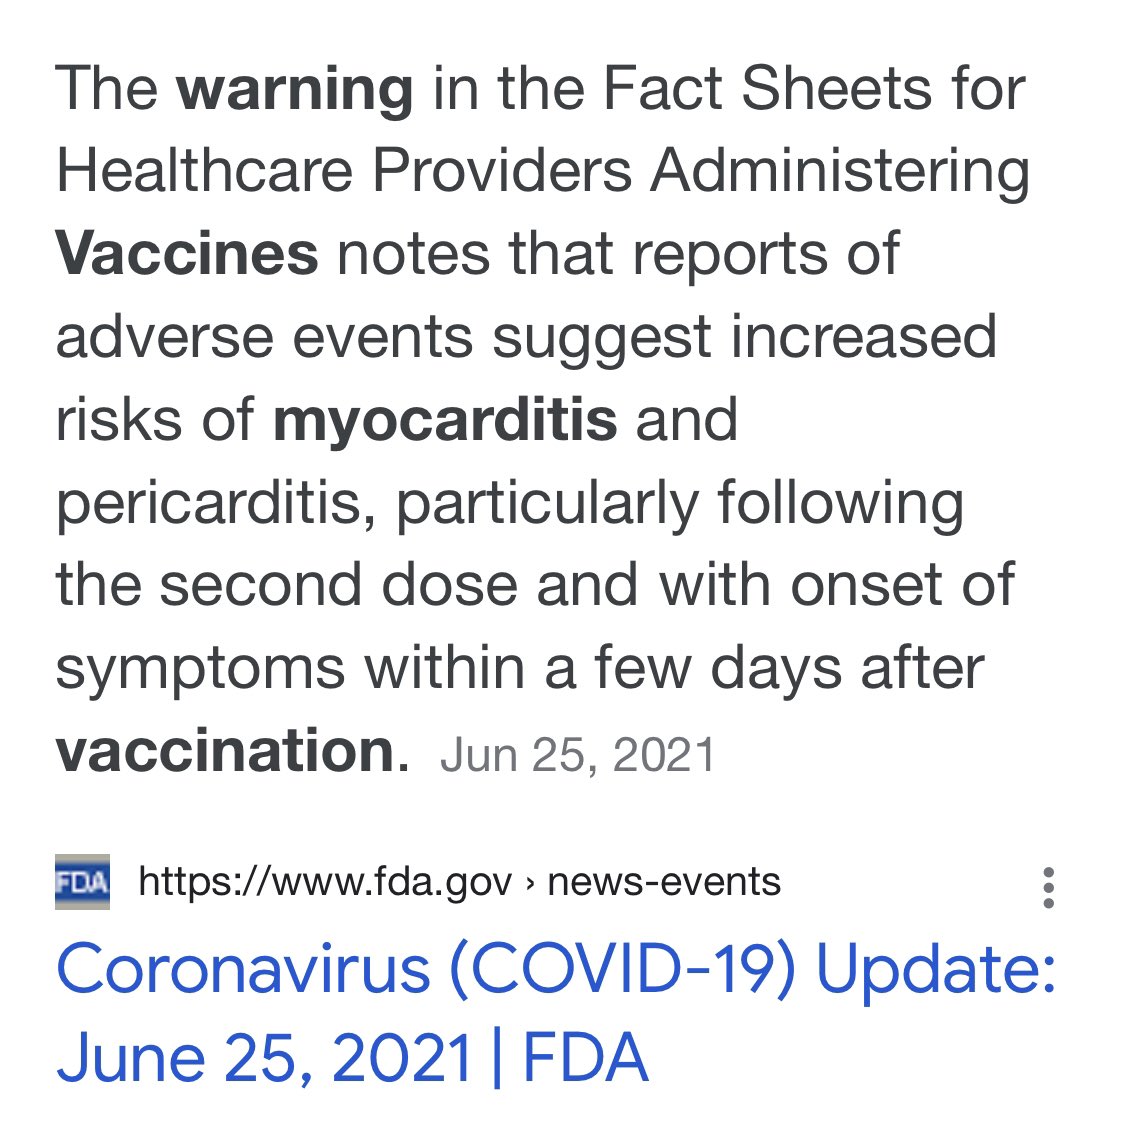 The warning in the Fact Sheets for
Healthcare Providers Administering
Vaccines notes that reports of
adverse events suggest increased
risks of myocarditis and
pericarditis, particularly following
the second dose and with onset of
symptoms within a few days after
vaccination. Jun 25, 2021
FDA https://www.fda.gov › news-events
Coronavirus (COVID-19) Update:
June 25, 2021 | FDA